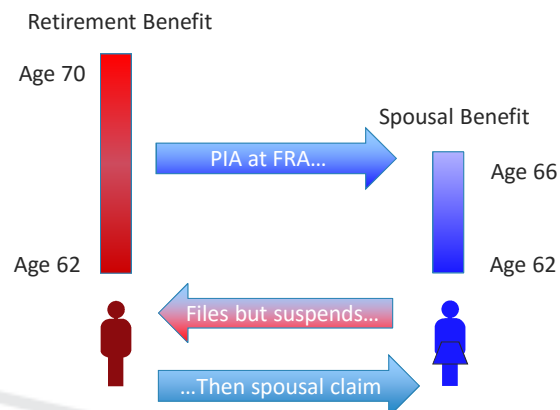 Retirement Benefit
Age 70
Spousal Benefit
PIA at FRA...
Age 66
Age 62
Age 62
Files but suspends...
...Then spousal claim